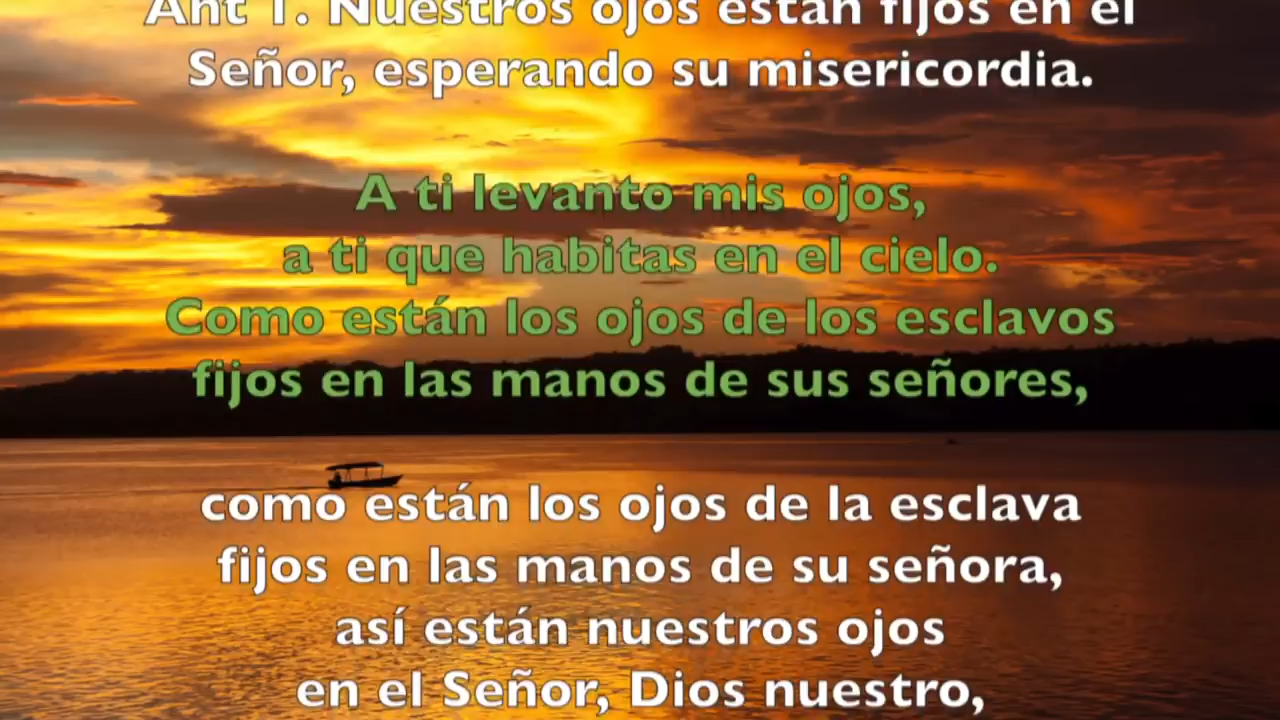 Ant 1. Nuestros ojos están fijos en el
Señor, esperando su misericordia.
A ti levanto mis ojos,
a ti que habitas en el cielo.
Como están los ojos de los esclavos
fijos en las manos de sus señores,
como están los ojos de la esclava
fijos en las manos de su señora,
así están nuestros ojos
en el Señor, Dios nuestro,